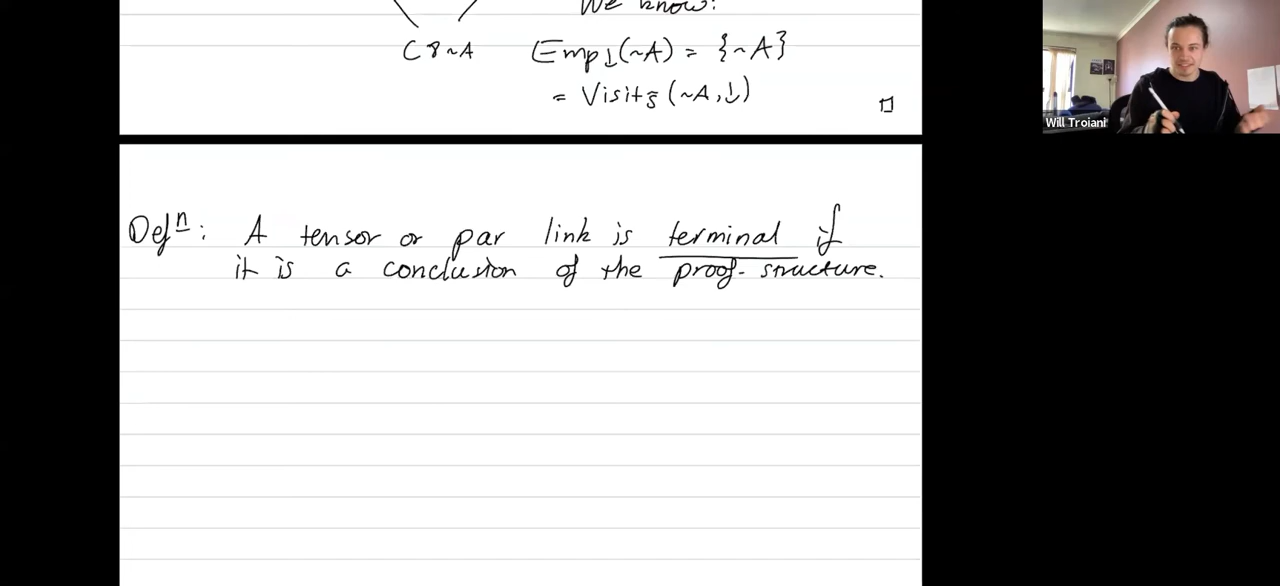 We know:
C ⅋ ~A Emp↓(~A) = {~A}
= Visit (~A,↓)
□
Will Troiani
Defⁿ: A tensor or par link is terminal if
it is a conclusion of the proof-structure.